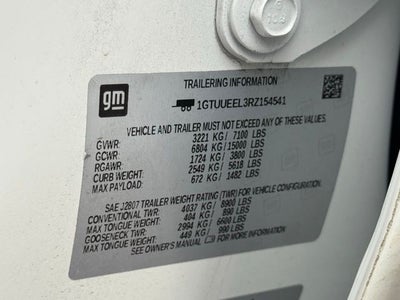 gm
TRAILERING INFORMATION
1GTUUEEL3RZ154541
VEHICLE AND TRAILER MUST NOT EXCEED ANY OF THESE VALUES.
GVWR: 3221 KG/ 7100 LBS
GCWR: 6804 KG/ 15000 LBS
RGAWR: 1724 KG/ 3800 LBS
CURB WEIGHT: 2549 KG/ 5618 LBS
MAX PAYLOAD: 672 KG/ 1482 LBS
SAE J2807 TRAILER WEIGHT RATING (TWR) FOR VEHICLE CONFIGURATION.
CONVENTIONAL TWR: 4037 KG/ 8900 LBS
MAX TONGUE WEIGHT: 404 KG/ 890 LBS
GOOSENECK TWR: 2994 KG/ 6600 LBS
MAX TONGUE WEIGHT: 449 KG/ 990 LBS
SEE OWNER'S MANUAL